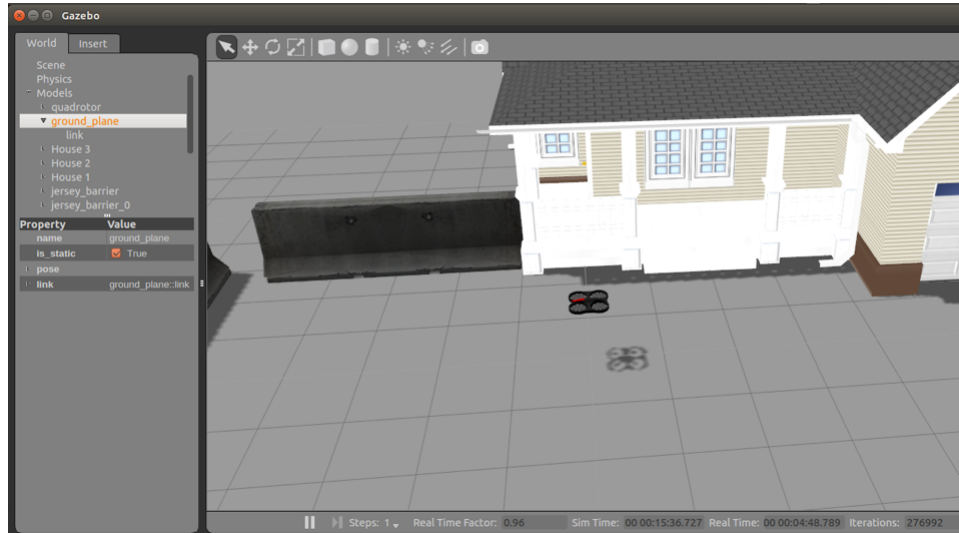 Gazebo
World Insert
Scene
Physics
Models
quadrotor
ground_plane
link
House 3
House 2
House 1
jersey_barrier
jersey_barrier_0
Property Value
name ground_plane
is_static True
pose
link ground_plane::link
Steps: 1 Real Time Factor: 0.96 Sim Time: 00 00:15:36.727 Real Time: 00 00:04:48.789 Iterations: 276992